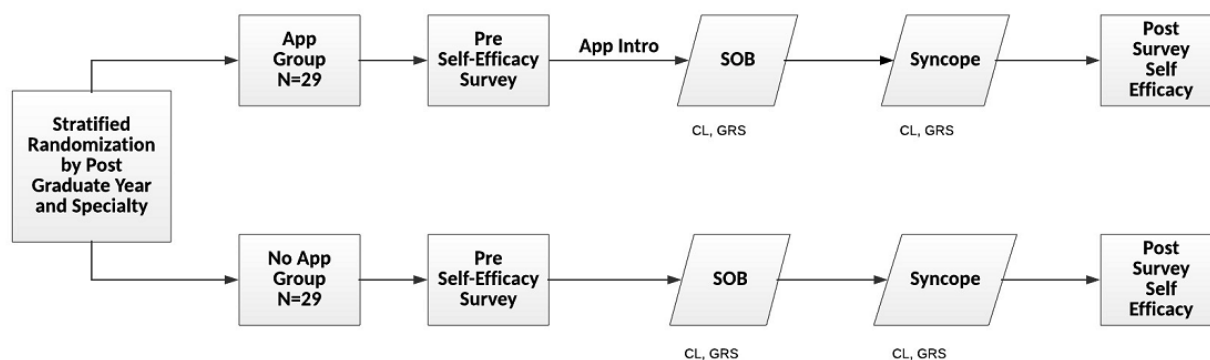 Stratified
Randomization
by Post
Graduate Year
and Specialty
App
Group
N=29
Pre
Self-Efficacy
Survey
App Intro
SOB
CL, GRS
Syncope
CL, GRS
Post
Survey
Self
Efficacy
No App
Group
N=29
Pre
Self-Efficacy
Survey
SOB
CL, GRS
Syncope
CL, GRS
Post
Survey
Self
Efficacy